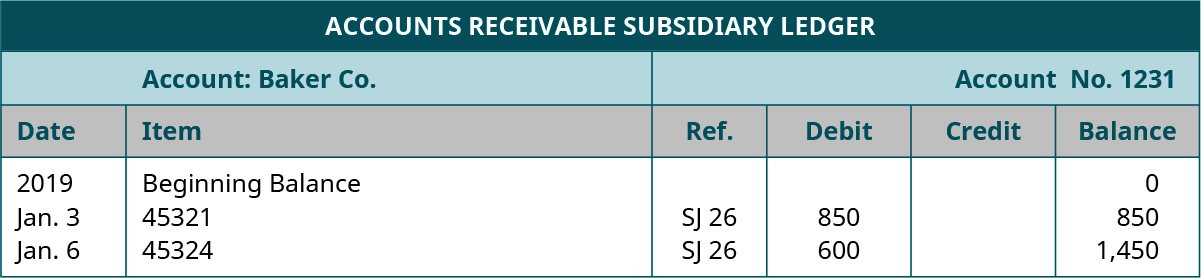 ACCOUNTS RECEIVABLE SUBSIDIARY LEDGER
Account: Baker Co. Account No. 1231
Date Item Ref. Debit Credit Balance
2019 Beginning Balance 0
Jan. 3 45321 SJ 26 850 850
Jan. 6 45324 SJ 26 600 1,450